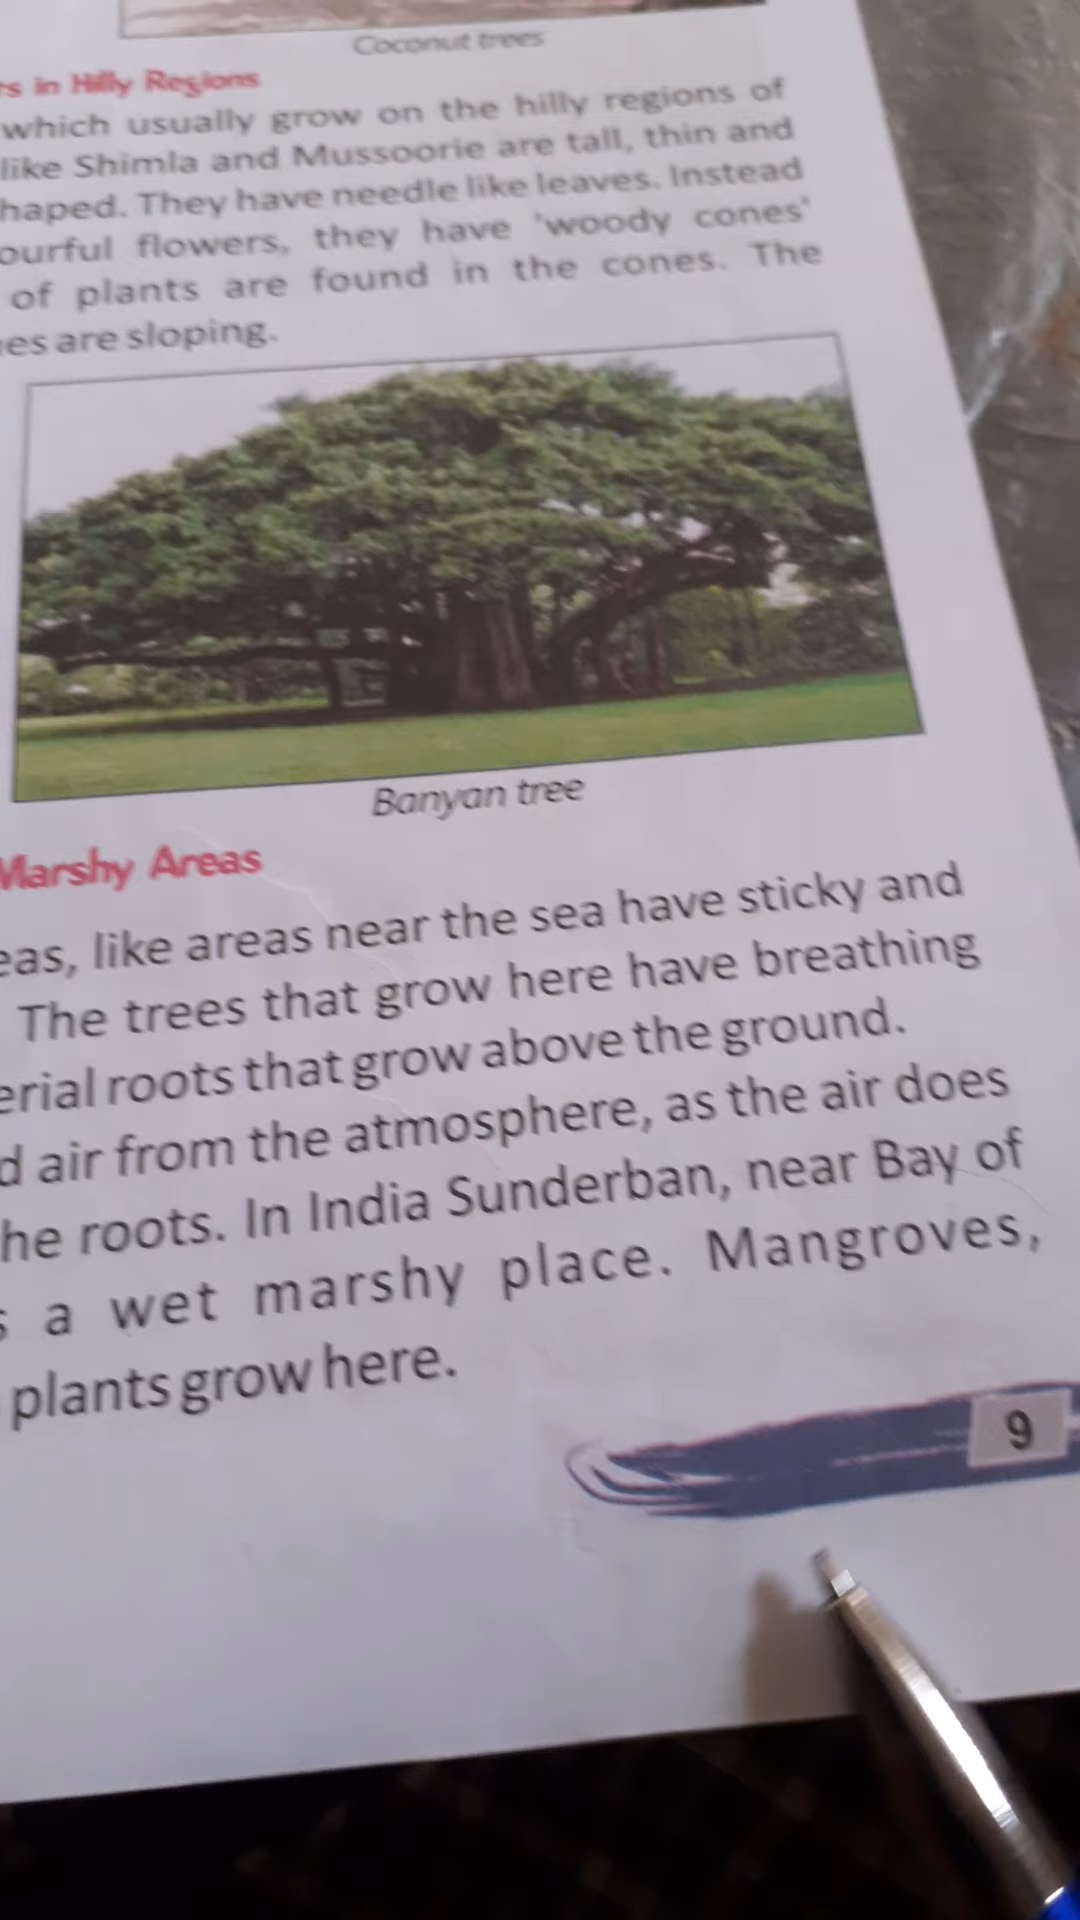 Coconut trees
in Hilly Regions
which usually grow on the hilly regions of
like Shimla and Mussoorie are tall, thin and
haped. They have needle like leaves. Instead
ourful flowers, they have 'woody cones'
of plants are found in the cones. The
es are sloping.
Banyan tree
Marshy Areas
eas, like areas near the sea have sticky and
The trees that grow here have breathing
erial roots that grow above the ground.
d air from the atmosphere, as the air does
he roots. In India Sunderban, near Bay of
s a wet marshy place. Mangroves,
plants grow here.
9